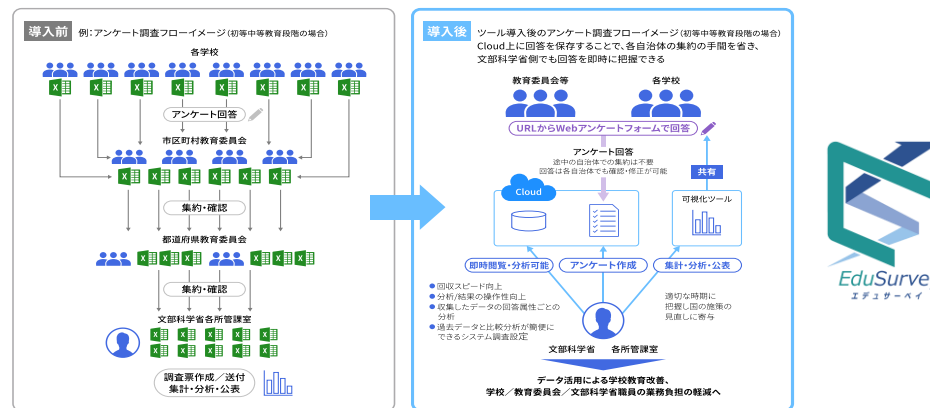 導入前
例：アンケート調査フローイメージ（初等中等教育段階の場合）
各学校
アンケート回答
市区町村教育委員会
集約・確認
都道府県教育委員会
集約・確認
文部科学省各所管課室
調査票作成／送付
集計・分析・公表
導入後
ツール導入後のアンケート調査フローイメージ（初等中等教育段階の場合）
Cloud上に回答を保存することで、各自治体の集約の手間を省き、
文部科学省側でも回答を即時に把握できる
教育委員会等
各学校
URLからWebアンケートフォームで回答
アンケート回答
途中の自治体での集約は不要
回答は各自治体でも確認・修正が可能
共有
Cloud
可視化ツール
即時閲覧・分析可能
アンケート作成
集計・分析・公表
●回収スピード向上
●分析/結果の操作性向上
●収集したデータの回答属性ごとの
分析
●過去データと比較分析が簡便に
できるシステム調査設定
適切な時期に
把握し国の施策の
見直しに寄与
文部科学省　各所管課室
データ活用による学校教育改善、
学校／教育委員会／文部科学省職員の業務負担の軽減へ
EduSurve
エデュサーベイ